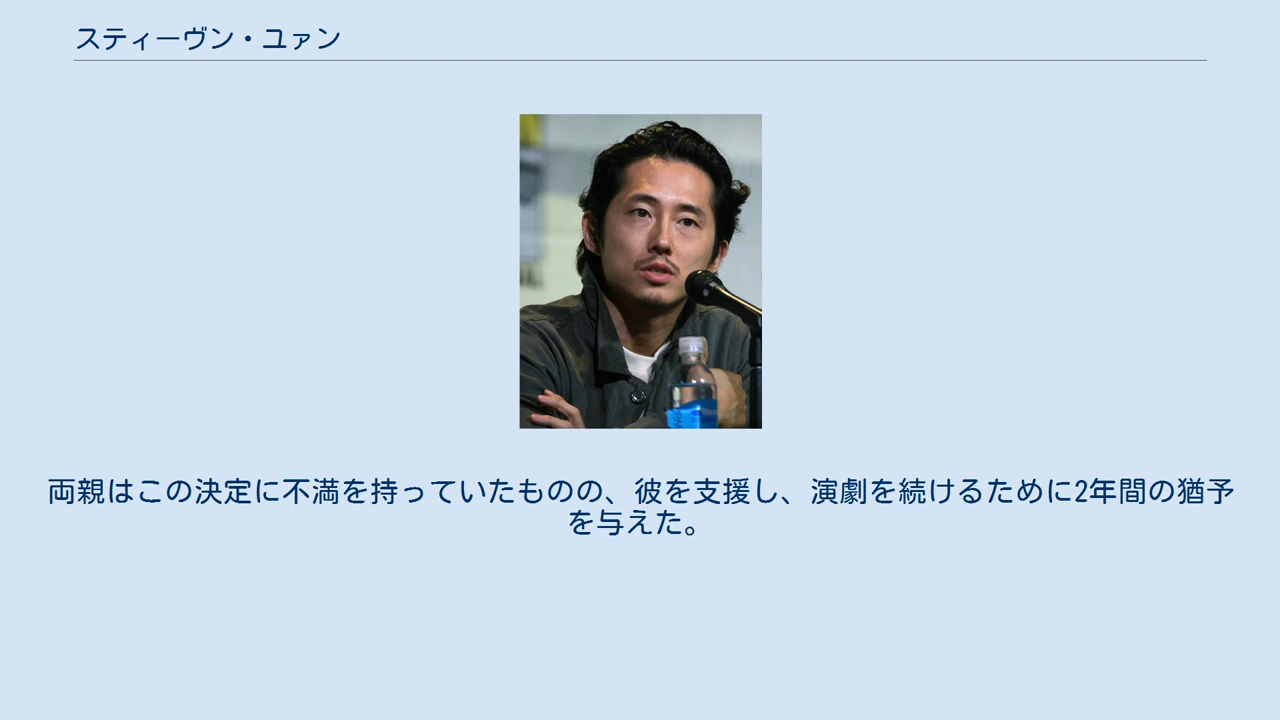 スティーヴン・ユァン
両親はこの決定に不満を持っていたものの、彼を支援し、演劇を続けるために2年間の猶予
を与えた。